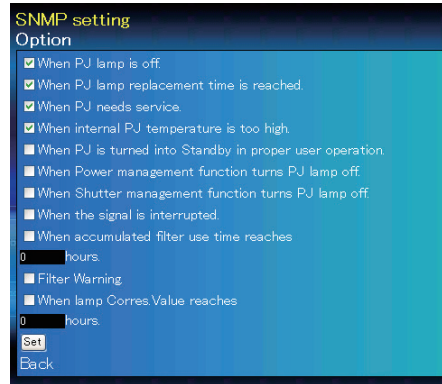 SNMP setting
Option
When PJ lamp is off.
When PJ lamp replacement time is reached.
When PJ needs service.
When internal PJ temperature is too high.
When PJ is turned into Standby in proper user operation.
When Power management function turns PJ lamp off.
When Shutter management function turns PJ lamp off.
When the signal is interrupted.
When accumulated filter use time reaches
0 hours.
Filter Warning
When lamp Corres.Value reaches
0 hours.
Set
Back